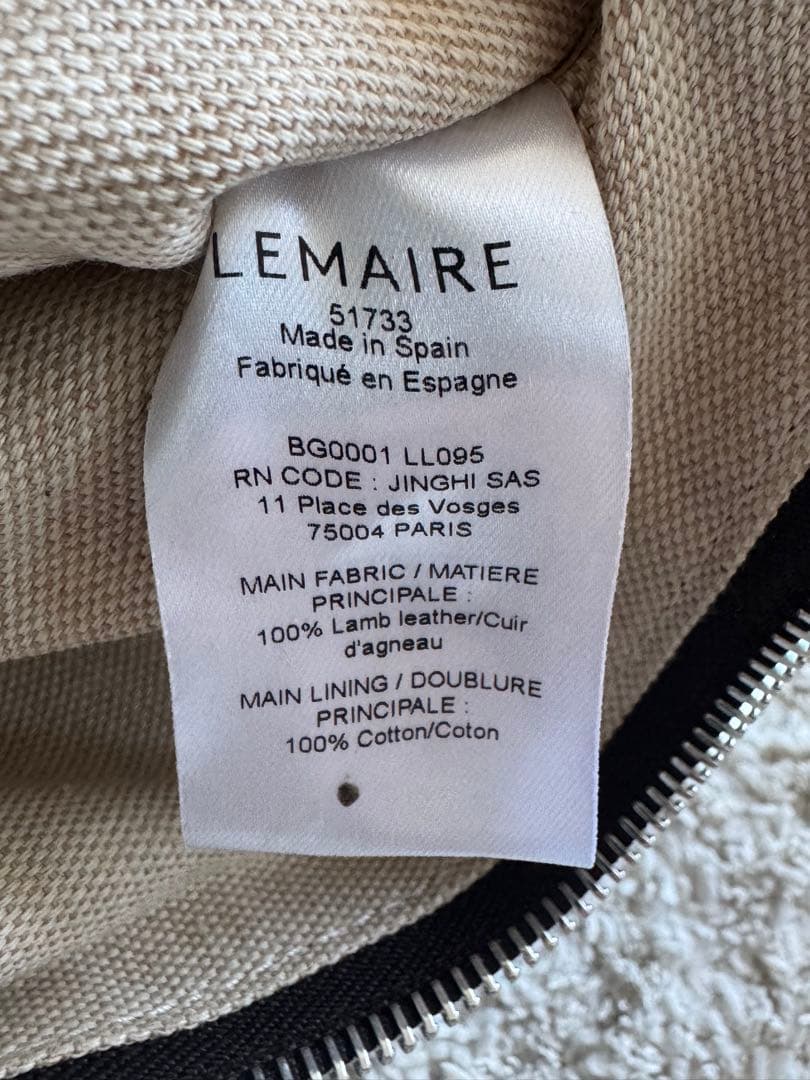 LEMAIRE
51733
Made in Spain
Fabriqué en Espagne
BG0001 LL095
RN CODE : JINGHI SAS
11 Place des Vosges
75004 PARIS
MAIN FABRIC / MATIERE
PRINCIPALE :
100% Lamb leather/Cuir
d'agneau
MAIN LINING / DOUBLURE
PRINCIPALE :
100% Cotton/Coton